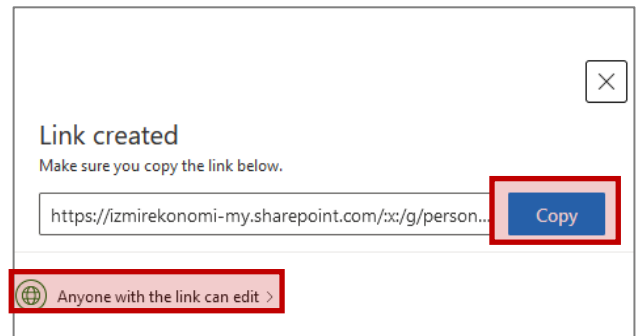 Link created
Make sure you copy the link below.
https://izmirekonomi-my.sharepoint.com/:x:/g/person... Copy
Anyone with the link can edit >